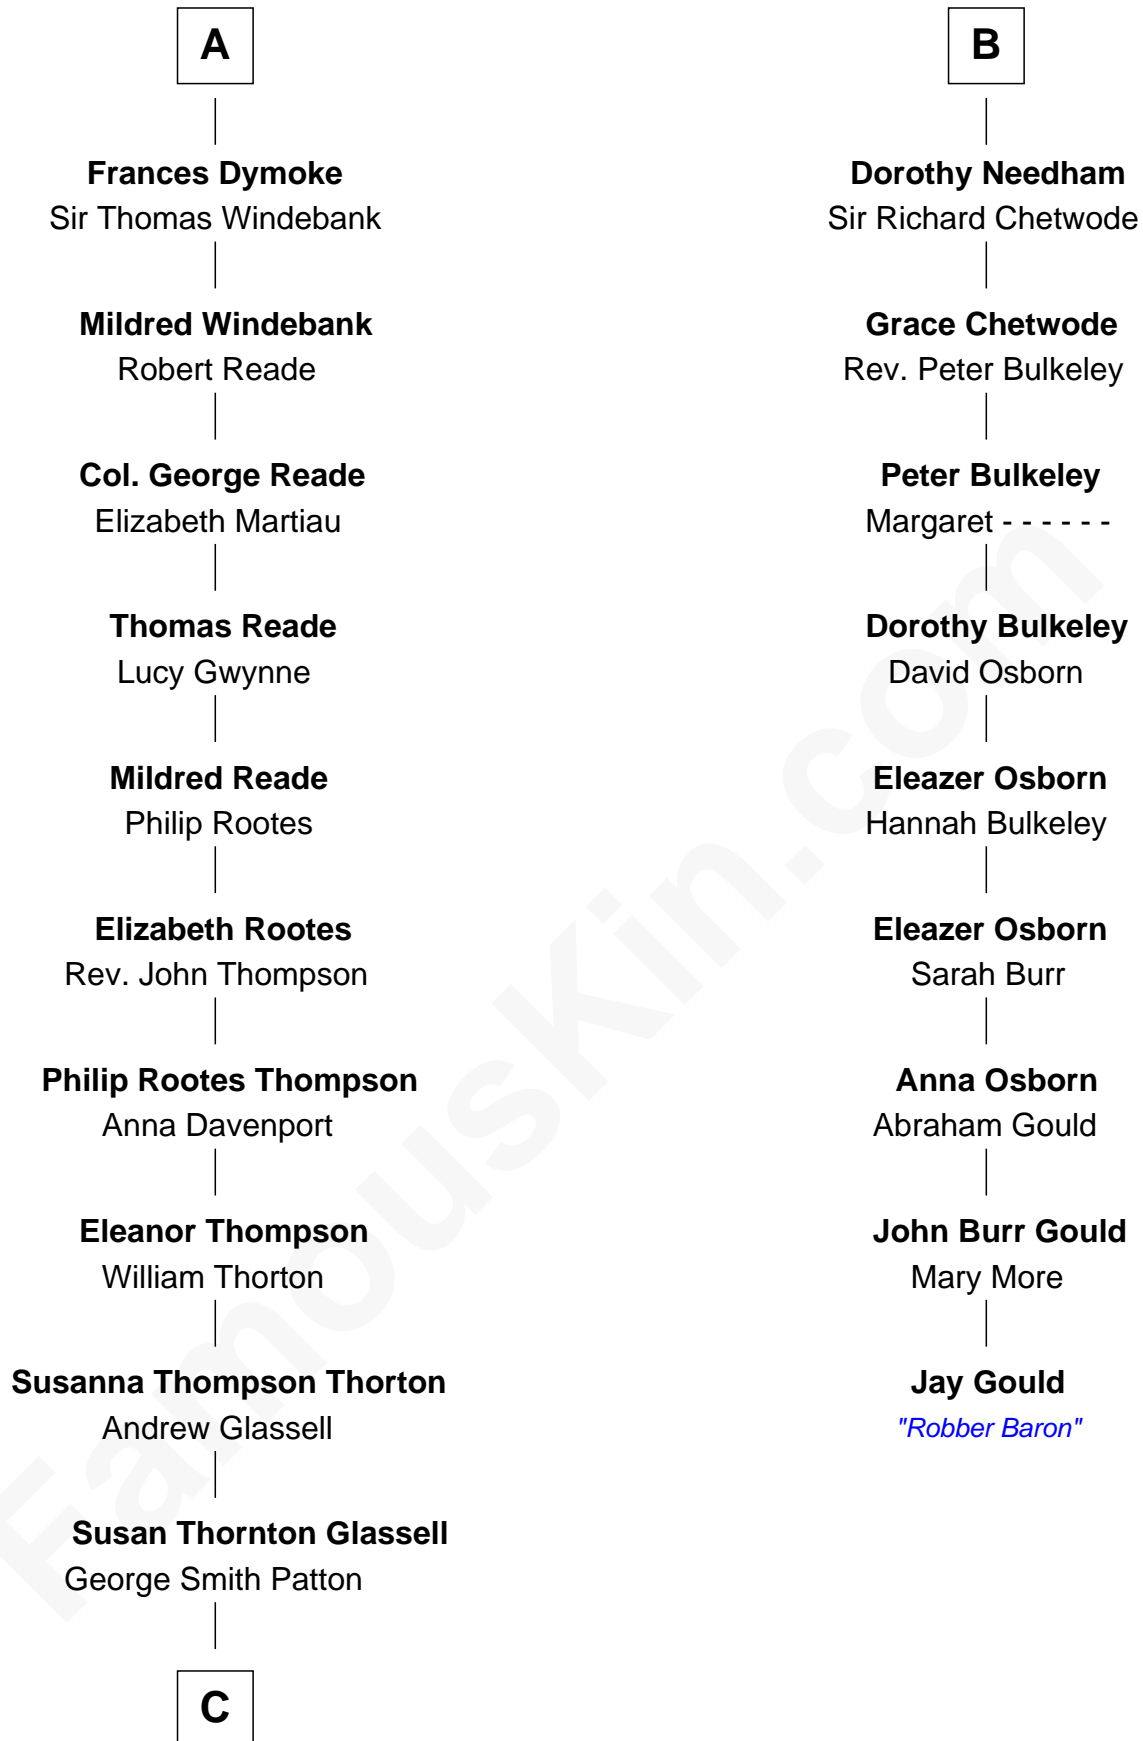 A
Frances Dymoke
Sir Thomas Windebank
Mildred Windebank
Robert Reade
Col. George Reade
Elizabeth Martiau
Thomas Reade
Lucy Gwynne
Mildred Reade
Philip Rootes
Elizabeth Rootes
Rev. John Thompson
Philip Rootes Thompson
Anna Davenport
Eleanor Thompson
William Thorton
Susanna Thompson Thorton
Andrew Glassell
Susan Thornton Glassell
George Smith Patton
C
B
Dorothy Needham
Sir Richard Chetwode
Grace Chetwode
Rev. Peter Bulkeley
Peter Bulkeley
Margaret - - - - - -
Dorothy Bulkeley
David Osborn
Eleazer Osborn
Hannah Bulkeley
Eleazer Osborn
Sarah Burr
Anna Osborn
Abraham Gould
John Burr Gould
Mary More
Jay Gould
"Robber Baron"
FamousKin.com